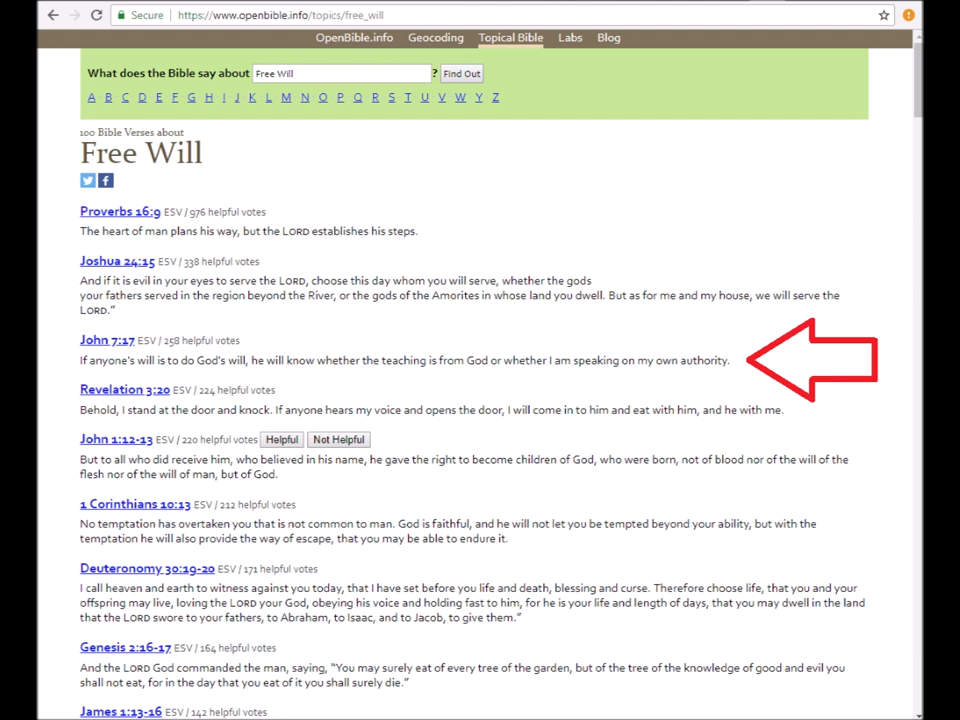 Secure https://www.openbible.info/topics/free_will
OpenBible.info Geocoding Topical Bible Labs Blog
What does the Bible say about Free Will ? Find Out
A B C D E F G H I J K L M N O P Q R S T U V W Y Z
100 Bible Verses about
Free Will
Proverbs 16:9 ESV / 976 helpful votes
The heart of man plans his way, but the LORD establishes his steps.
Joshua 24:15 ESV / 338 helpful votes
And if it is evil in your eyes to serve the LORD, choose this day whom you will serve, whether the gods
your fathers served in the region beyond the River, or the gods of the Amorites in whose land you dwell. But as for me and my house, we will serve the
LORD.”
John 7:17 ESV / 258 helpful votes
If anyone's will is to do God's will, he will know whether the teaching is from God or whether I am speaking on my own authority.
Revelation 3:20 ESV / 224 helpful votes
Behold, I stand at the door and knock. If anyone hears my voice and opens the door, I will come in to him and eat with him, and he with me.
John 1:12-13 ESV / 220 helpful votes Helpful Not Helpful
But to all who did receive him, who believed in his name, he gave the right to become children of God, who were born, not of blood nor of the will of the
flesh nor of the will of man, but of God.
1 Corinthians 10:13 ESV / 212 helpful votes
No temptation has overtaken you that is not common to man. God is faithful, and he will not let you be tempted beyond your ability, but with the
temptation he will also provide the way of escape, that you may be able to endure it.
Deuteronomy 30:19-20 ESV / 171 helpful votes
I call heaven and earth to witness against you today, that I have set before you life and death, blessing and curse. Therefore choose life, that you and your
offspring may live, loving the LORD your God, obeying his voice and holding fast to him, for he is your life and length of days, that you may dwell in the land
that the LORD swore to your fathers, to Abraham, to Isaac, and to Jacob, to give them.”
Genesis 2:16-17 ESV / 164 helpful votes
And the LORD God commanded the man, saying, “You may surely eat of every tree of the garden, but of the tree of the knowledge of good and evil you
shall not eat, for in the day that you eat of it you shall surely die.”
James 1:13-16 ESV / 142 helpful votes